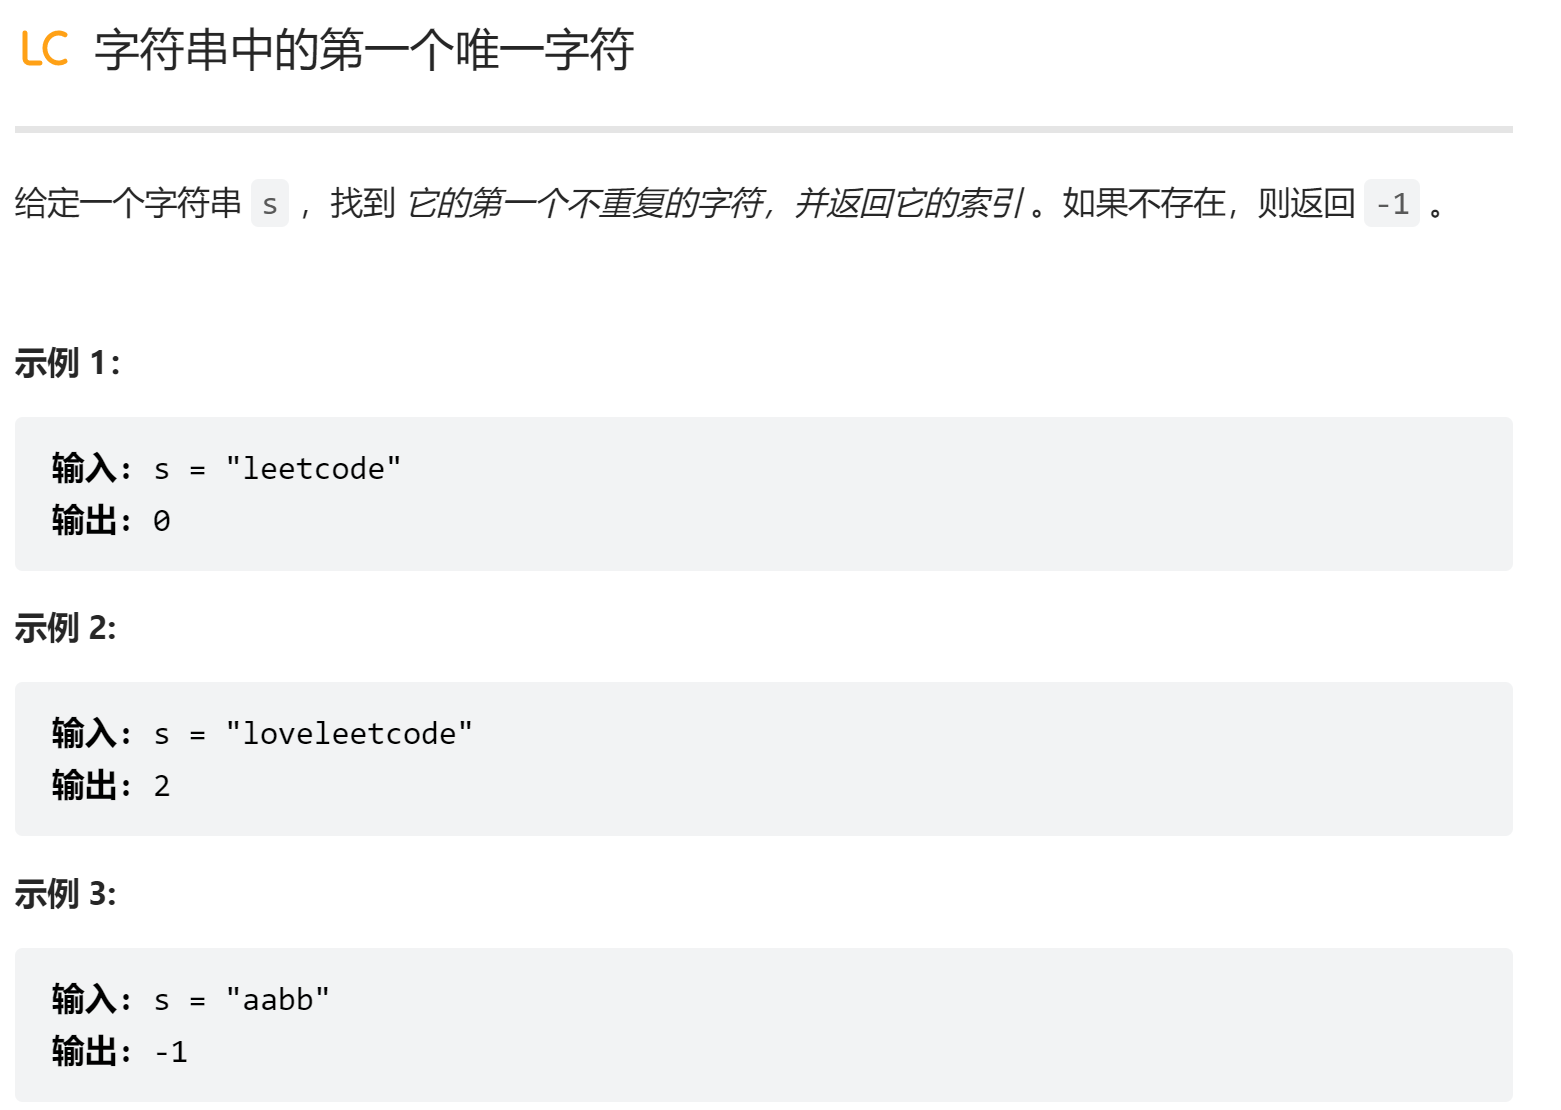 LC 字符串中的第一个唯一字符
给定一个字符串 s ，找到 它的第一个不重复的字符，并返回它的索引 。如果不存在，则返回 -1 。
示例 1：
输入：s = "leetcode"
输出：0
示例 2:
输入：s = "loveleetcode"
输出：2
示例 3:
输入：s = "aabb"
输出：-1